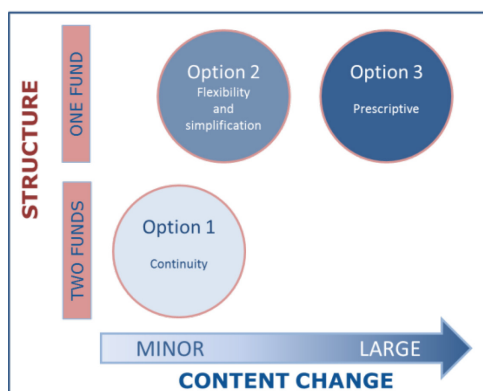 STRUCTURE
ONE FUND
Option 2
Flexibility
and
simplification
Option 3
Prescriptive
TWO FUNDS
Option 1
Continuity
MINOR
LARGE
CONTENT CHANGE